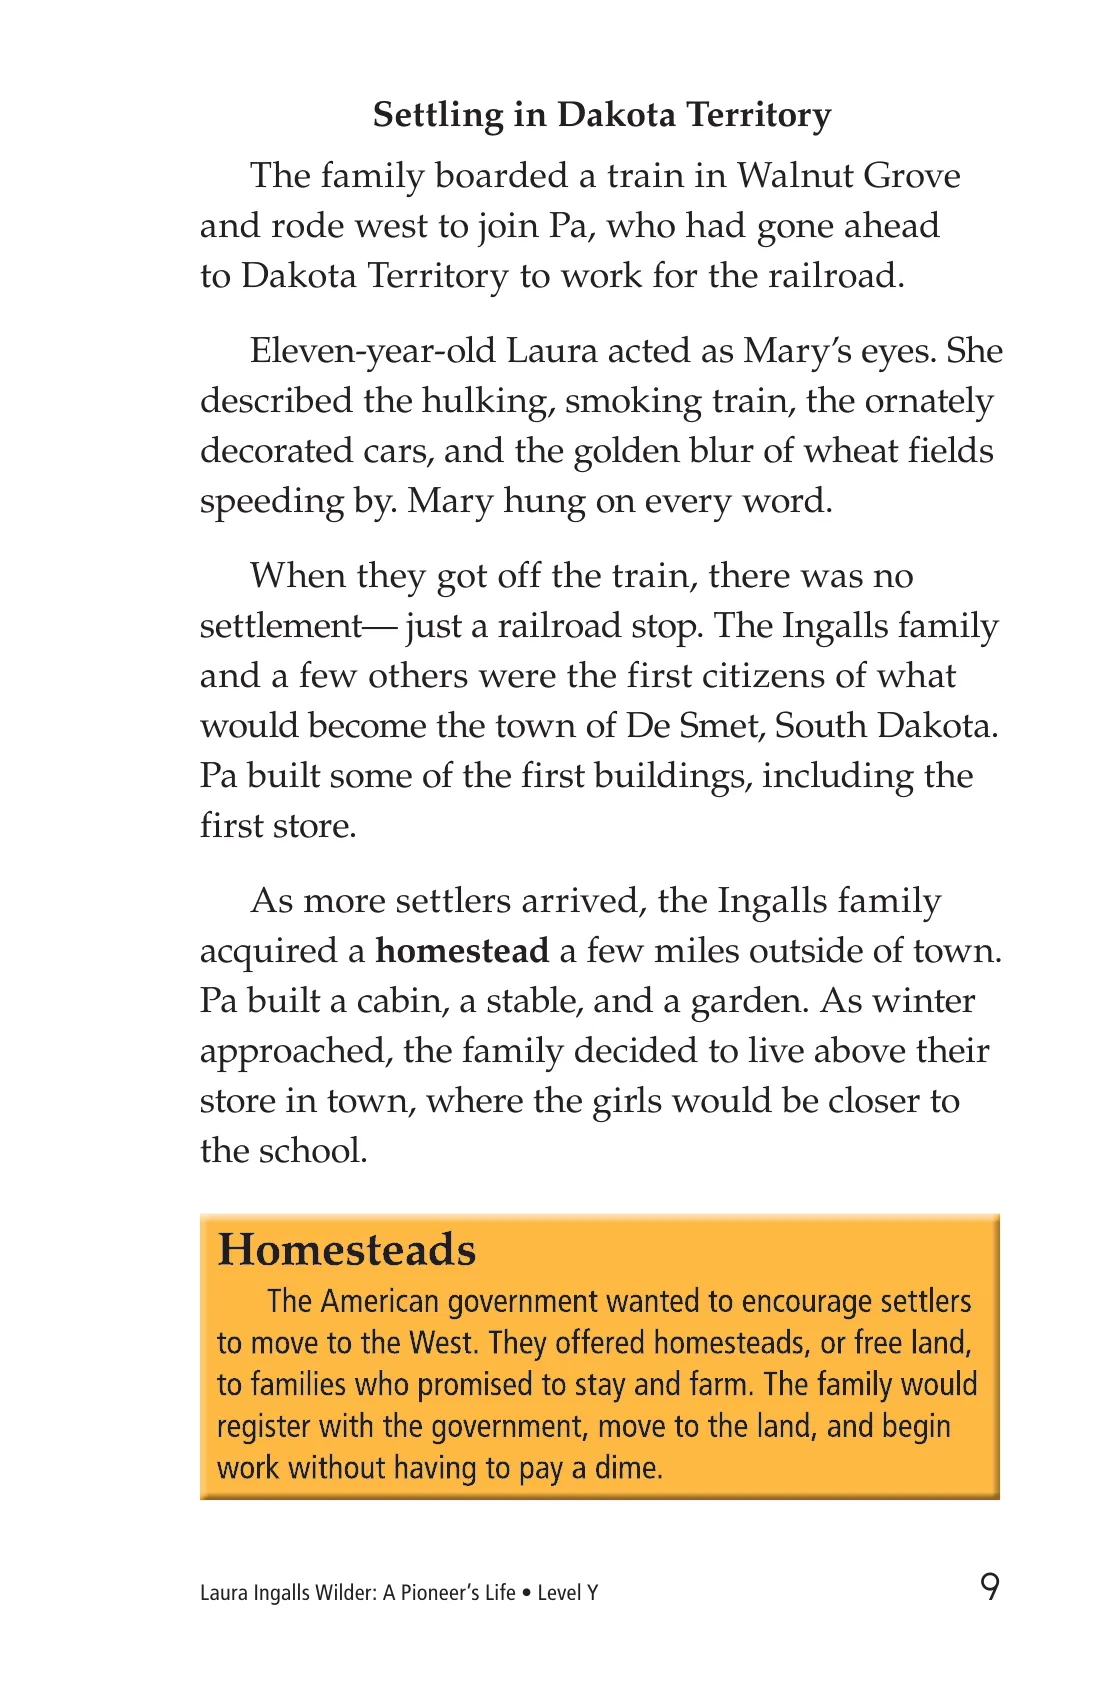 Settling in Dakota Territory
The family boarded a train in Walnut Grove
and rode west to join Pa, who had gone ahead
to Dakota Territory to work for the railroad.
Eleven-year-old Laura acted as Mary’s eyes. She
described the hulking, smoking train, the ornately
decorated cars, and the golden blur of wheat fields
speeding by. Mary hung on every word.
When they got off the train, there was no
settlement— just a railroad stop. The Ingalls family
and a few others were the first citizens of what
would become the town of De Smet, South Dakota.
Pa built some of the first buildings, including the
first store.
As more settlers arrived, the Ingalls family
acquired a homestead a few miles outside of town.
Pa built a cabin, a stable, and a garden. As winter
approached, the family decided to live above their
store in town, where the girls would be closer to
the school.
Homesteads
The American government wanted to encourage settlers
to move to the West. They offered homesteads, or free land,
to families who promised to stay and farm. The family would
register with the government, move to the land, and begin
work without having to pay a dime.
Laura Ingalls Wilder: A Pioneer’s Life • Level Y 9